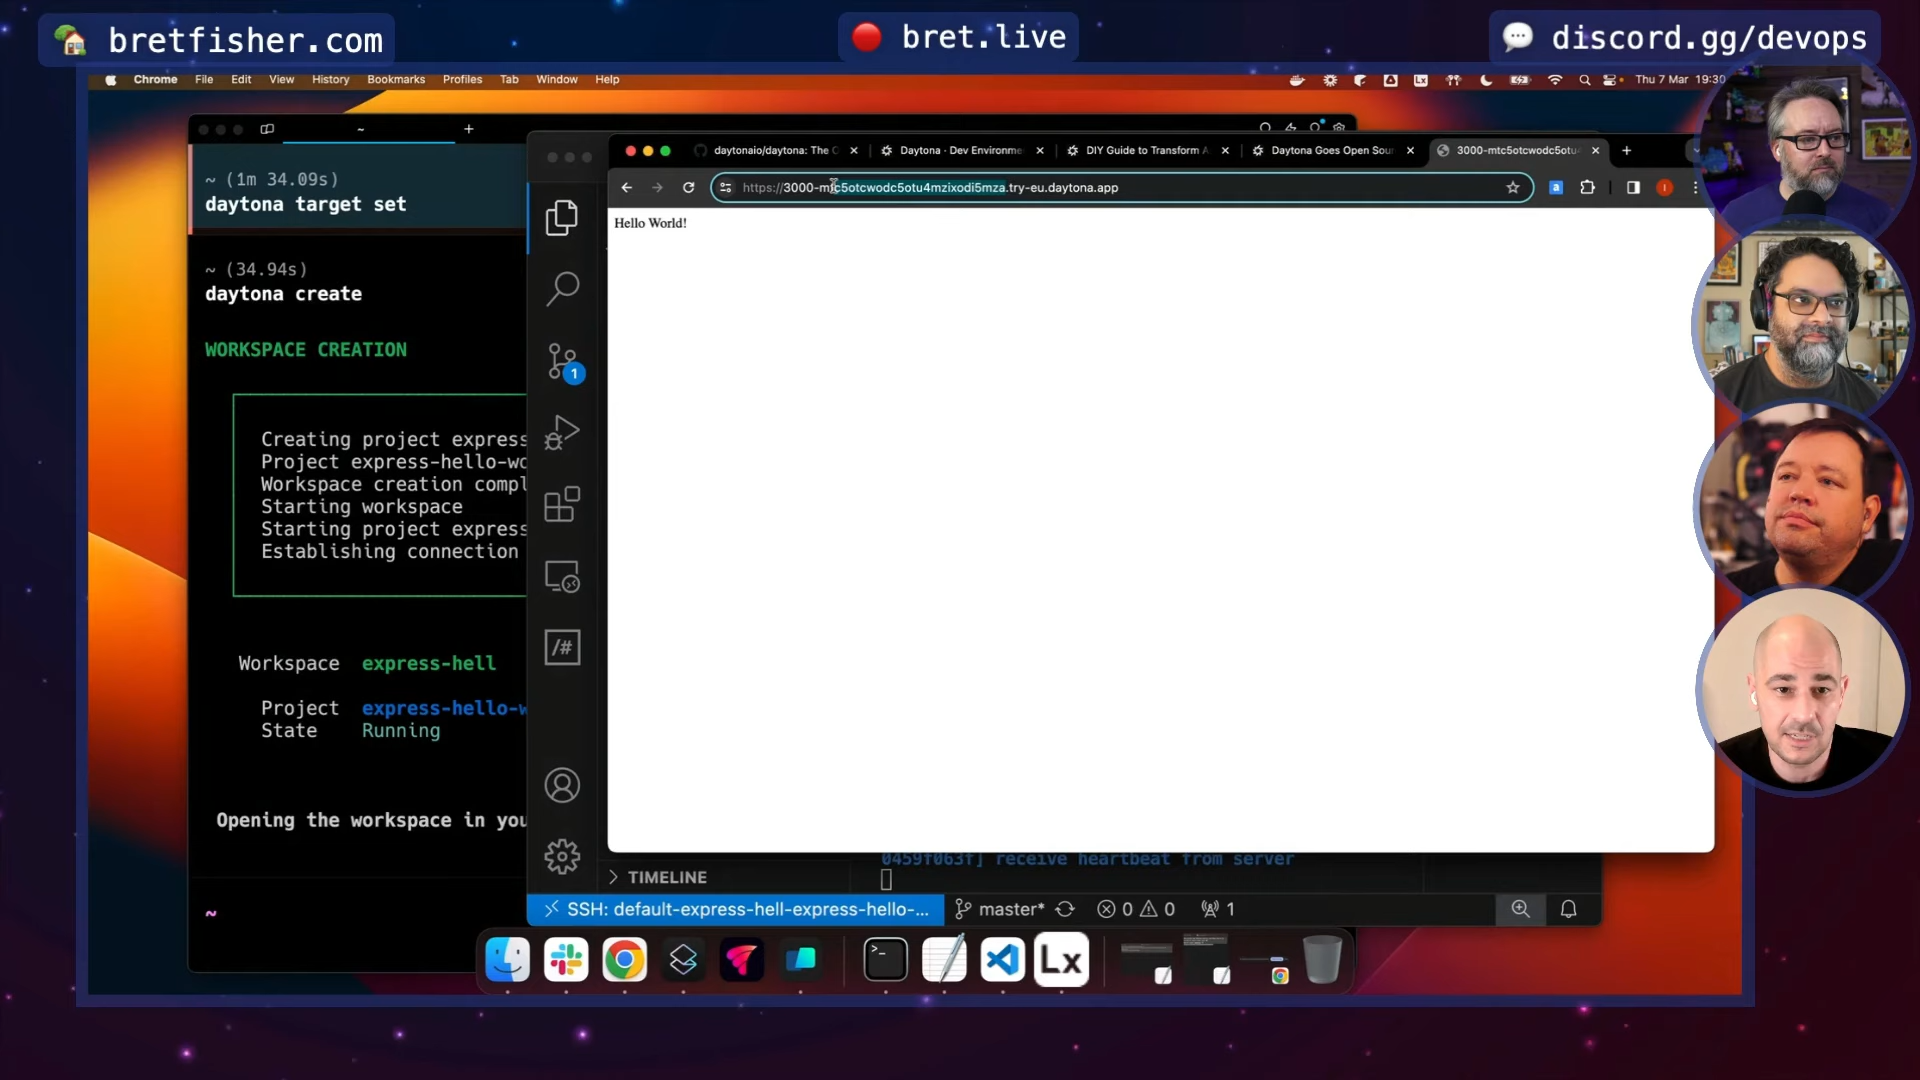 bretfisher.com
bret.live
discord.gg/devops
Chrome File Edit View History Bookmarks Profiles Tab Window Help
Lx
Thu 7 Mar 19:30
~
daytonaio/daytona: The O
Daytona · Dev Environme
DIY Guide to Transform A
Daytona Goes Open Sour
3000-mtc5otcwodc5otu4
https://3000-mtc5otcwodc5otu4mzixodi5mza.try-eu.daytona.app
Hello World!
~ (1m 34.09s)
daytona target set
~ (34.94s)
daytona create
WORKSPACE CREATION
Creating project express
Project express-hello-wo
Workspace creation compl
Starting workspace
Starting project express
Establishing connection
Workspace express-hell
Project express-hello-w
State Running
Opening the workspace in you
~
1
/#
0459f063f] receive heartbeat from server
TIMELINE
SSH: default-express-hell-express-hello-...
master*
0 0
1
Lx